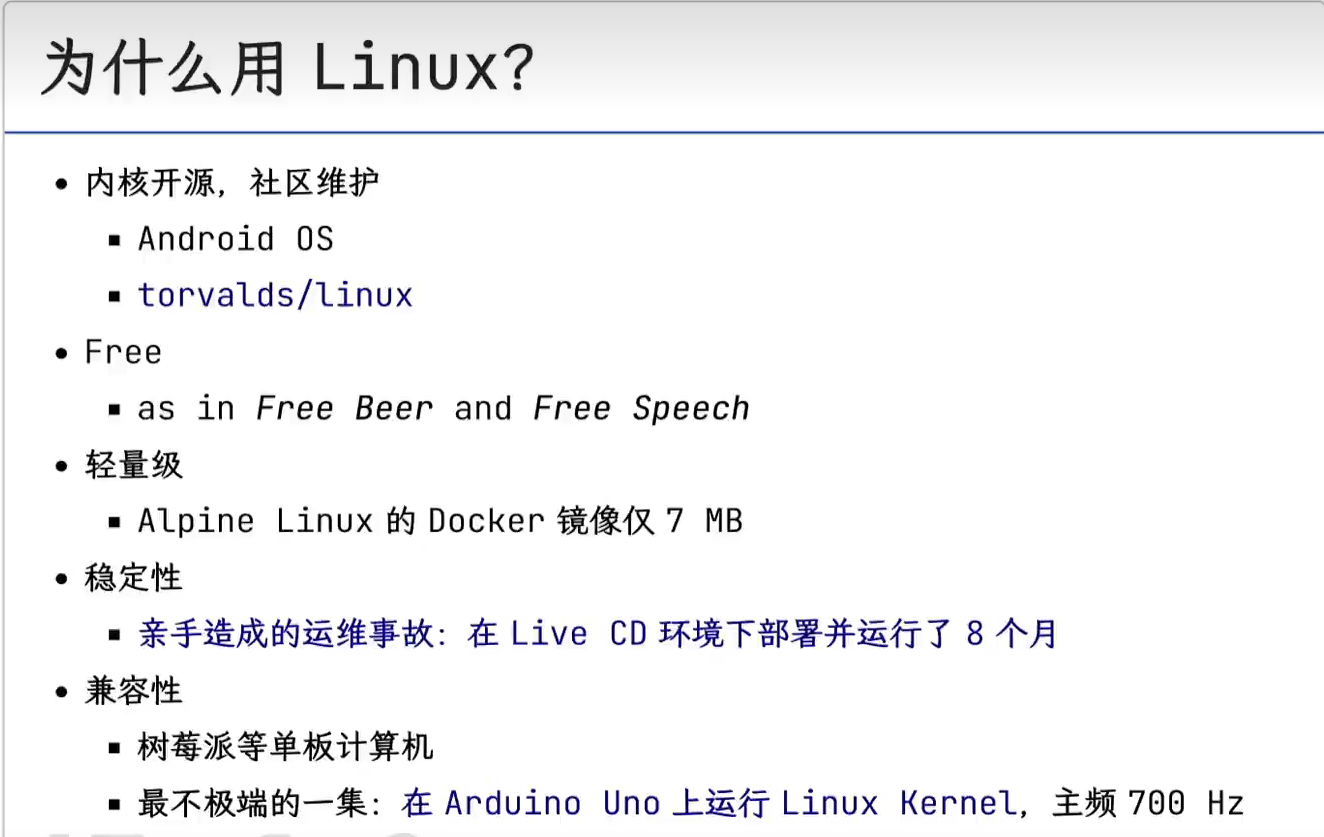 为什么用 Linux?
内核开源，社区维护
Android OS
torvalds/linux
Free
as in Free Beer and Free Speech
轻量级
Alpine Linux 的 Docker 镜像仅 7 MB
稳定性
亲手造成的运维事故：在 Live CD 环境下部署并运行了 8 个月
兼容性
树莓派等单板计算机
最不极端的一集：在 Arduino Uno 上运行 Linux Kernel，主频 700 Hz